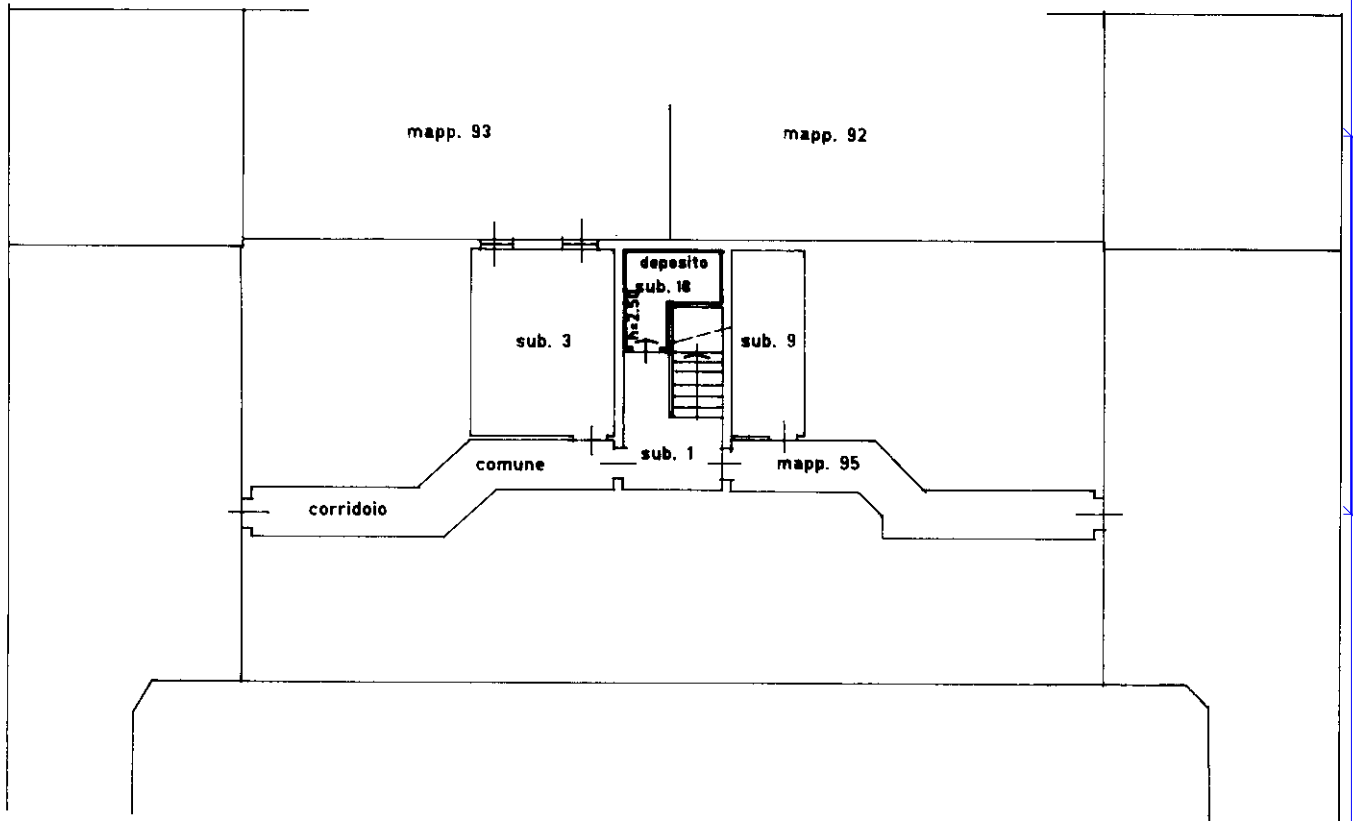 mapp. 93
mapp. 92
deposito
sub. 18
h=2.50
sub. 3
sub. 9
sub. 1
comune
mapp. 95
corridoio